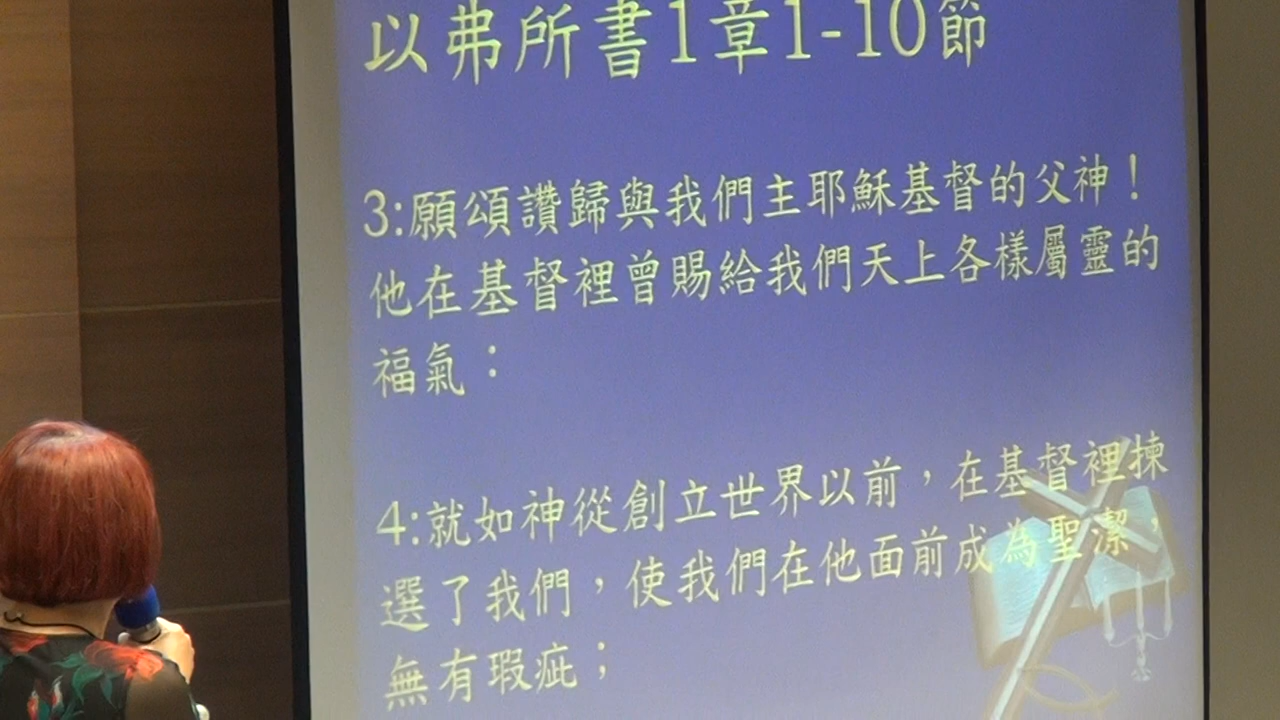 以弗所書1章1-10節
3:願頌讚歸與我們主耶穌基督的父神！
他在基督裡曾賜給我們天上各樣屬靈的
福氣：
4:就如神從創立世界以前，在基督裡揀
選了我們，使我們在他面前成為聖潔，
無有瑕疵；